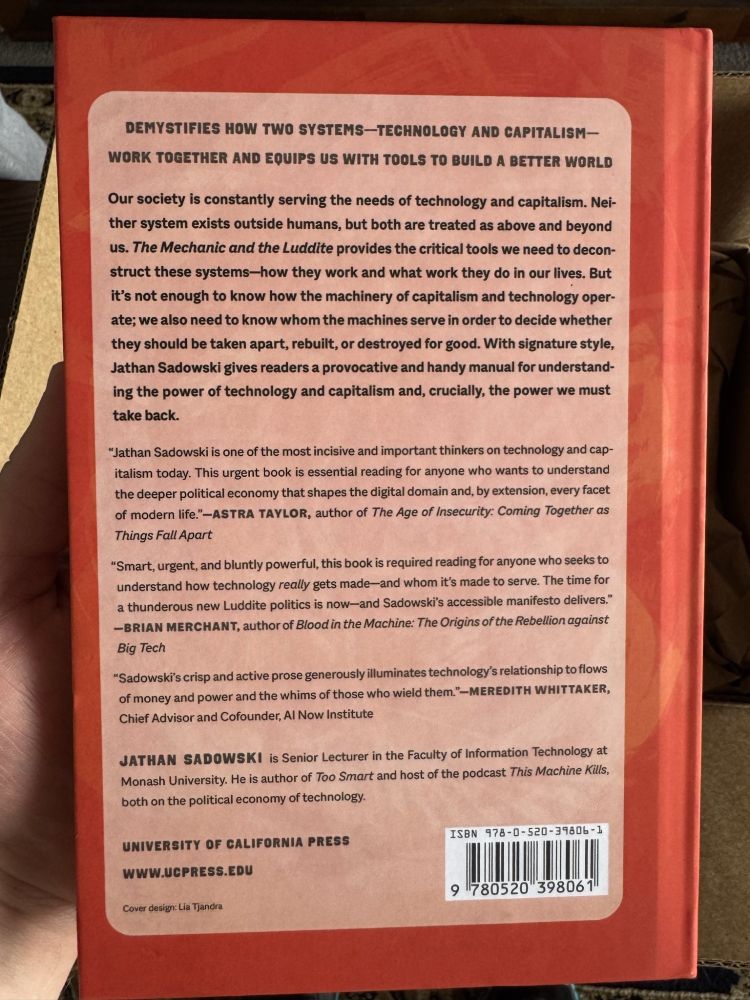 DEMYSTIFIES HOW TWO SYSTEMS—TECHNOLOGY AND CAPITALISM—
WORK TOGETHER AND EQUIPS US WITH TOOLS TO BUILD A BETTER WORLD
Our society is constantly serving the needs of technology and capitalism. Nei-
ther system exists outside humans, but both are treated as above and beyond
us. The Mechanic and the Luddite provides the critical tools we need to decon-
struct these systems—how they work and what work they do in our lives. But
it's not enough to know how the machinery of capitalism and technology oper-
ate; we also need to know whom the machines serve in order to decide whether
they should be taken apart, rebuilt, or destroyed for good. With signature style,
Jathan Sadowski gives readers a provocative and handy manual for understand-
ing the power of technology and capitalism and, crucially, the power we must
take back.
“Jathan Sadowski is one of the most incisive and important thinkers on technology and cap-
italism today. This urgent book is essential reading for anyone who wants to understand
the deeper political economy that shapes the digital domain and, by extension, every facet
of modern life.”—ASTRA TAYLOR, author of The Age of Insecurity: Coming Together as
Things Fall Apart
“Smart, urgent, and bluntly powerful, this book is required reading for anyone who seeks to
understand how technology really gets made—and whom it's made to serve. The time for
a thunderous new Luddite politics is now—and Sadowski's accessible manifesto delivers.”
—BRIAN MERCHANT, author of Blood in the Machine: The Origins of the Rebellion against
Big Tech
“Sadowski's crisp and active prose generously illuminates technology's relationship to flows
of money and power and the whims of those who wield them.”—MEREDITH WHITTAKER,
Chief Advisor and Cofounder, AI Now Institute
JATHAN SADOWSKI is Senior Lecturer in the Faculty of Information Technology at
Monash University. He is author of Too Smart and host of the podcast This Machine Kills,
both on the political economy of technology.
UNIVERSITY OF CALIFORNIA PRESS
WWW.UCPRESS.EDU
Cover design: Lia Tjandra
ISBN 978-0-520-39806-1
9 780520 398061